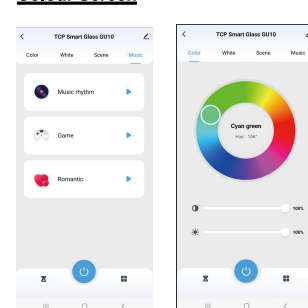 TCP Smart Glass GU10
Color White Scene Music
Music rhythm
Game
Romantic
TCP Smart Glass GU10
Color White Scene Music
Cyan green
100%
100%